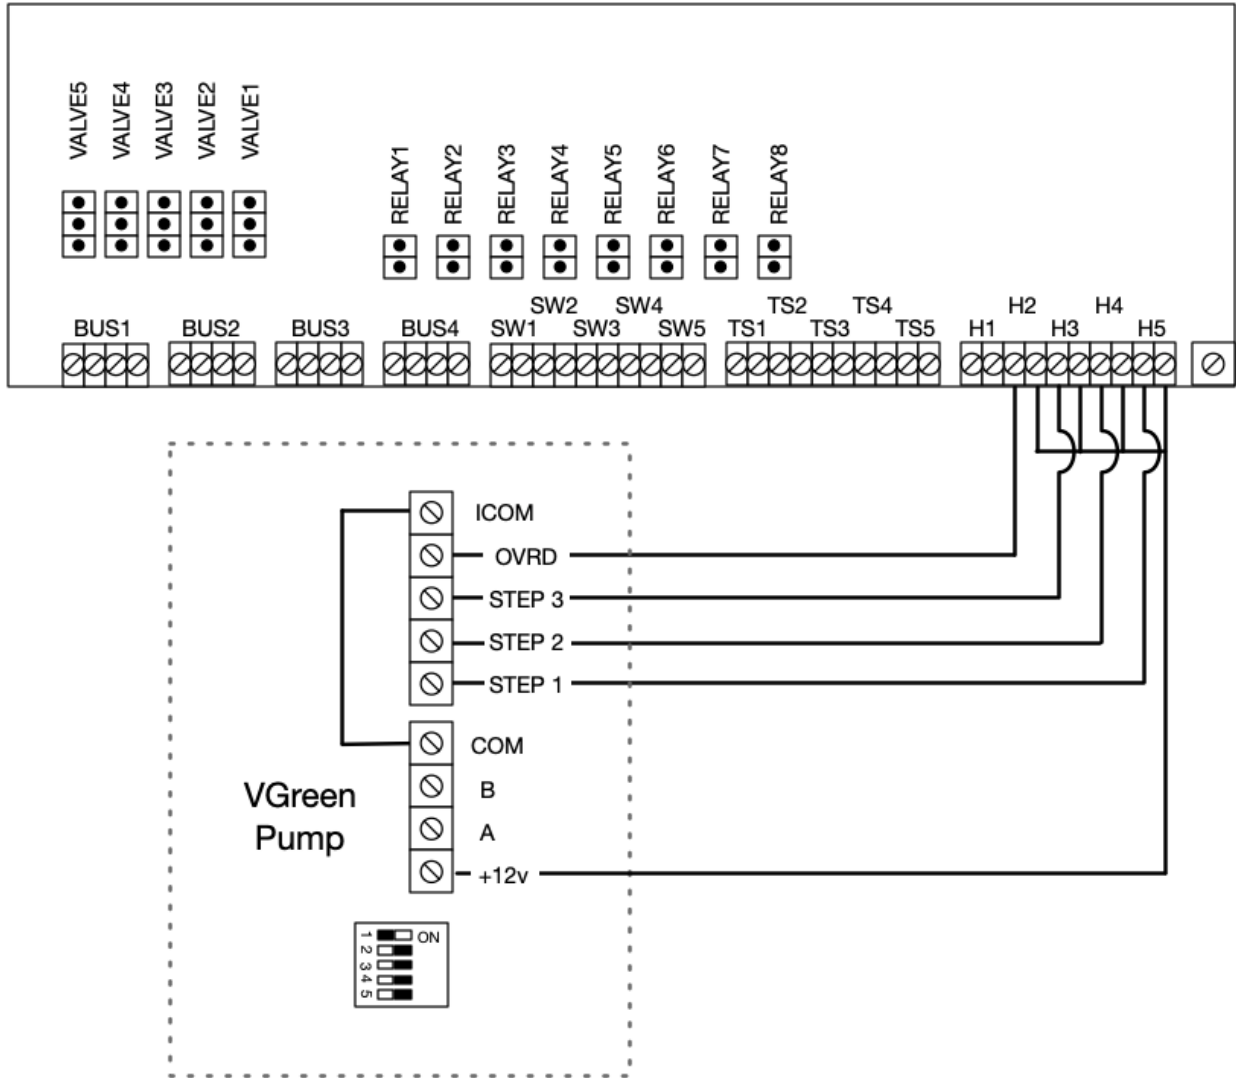 VALVE5 VALVE4 VALVE3 VALVE2 VALVE1
RELAY1 RELAY2 RELAY3 RELAY4 RELAY5 RELAY6 RELAY7 RELAY8
SW2 SW4 TS2 TS4 H2 H4
BUS1 BUS2 BUS3 BUS4 SW1 SW3 SW5 TS1 TS3 TS5 H1 H3 H5
ICOM
OVRD
STEP 3
STEP 2
STEP 1
COM
B
A
+12v
VGreen
Pump
1 ON
2
3
4
5